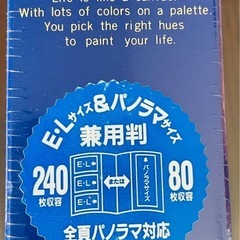 With lots of colors on a palette.
You pick the right hues
to paint your life.
E・Lサイズ&パノラマサイズ
兼用判
240
枚収容
E・L
E・L
E・L
または
パノラマサイズ
80
枚収容
全頁パノラマ対応